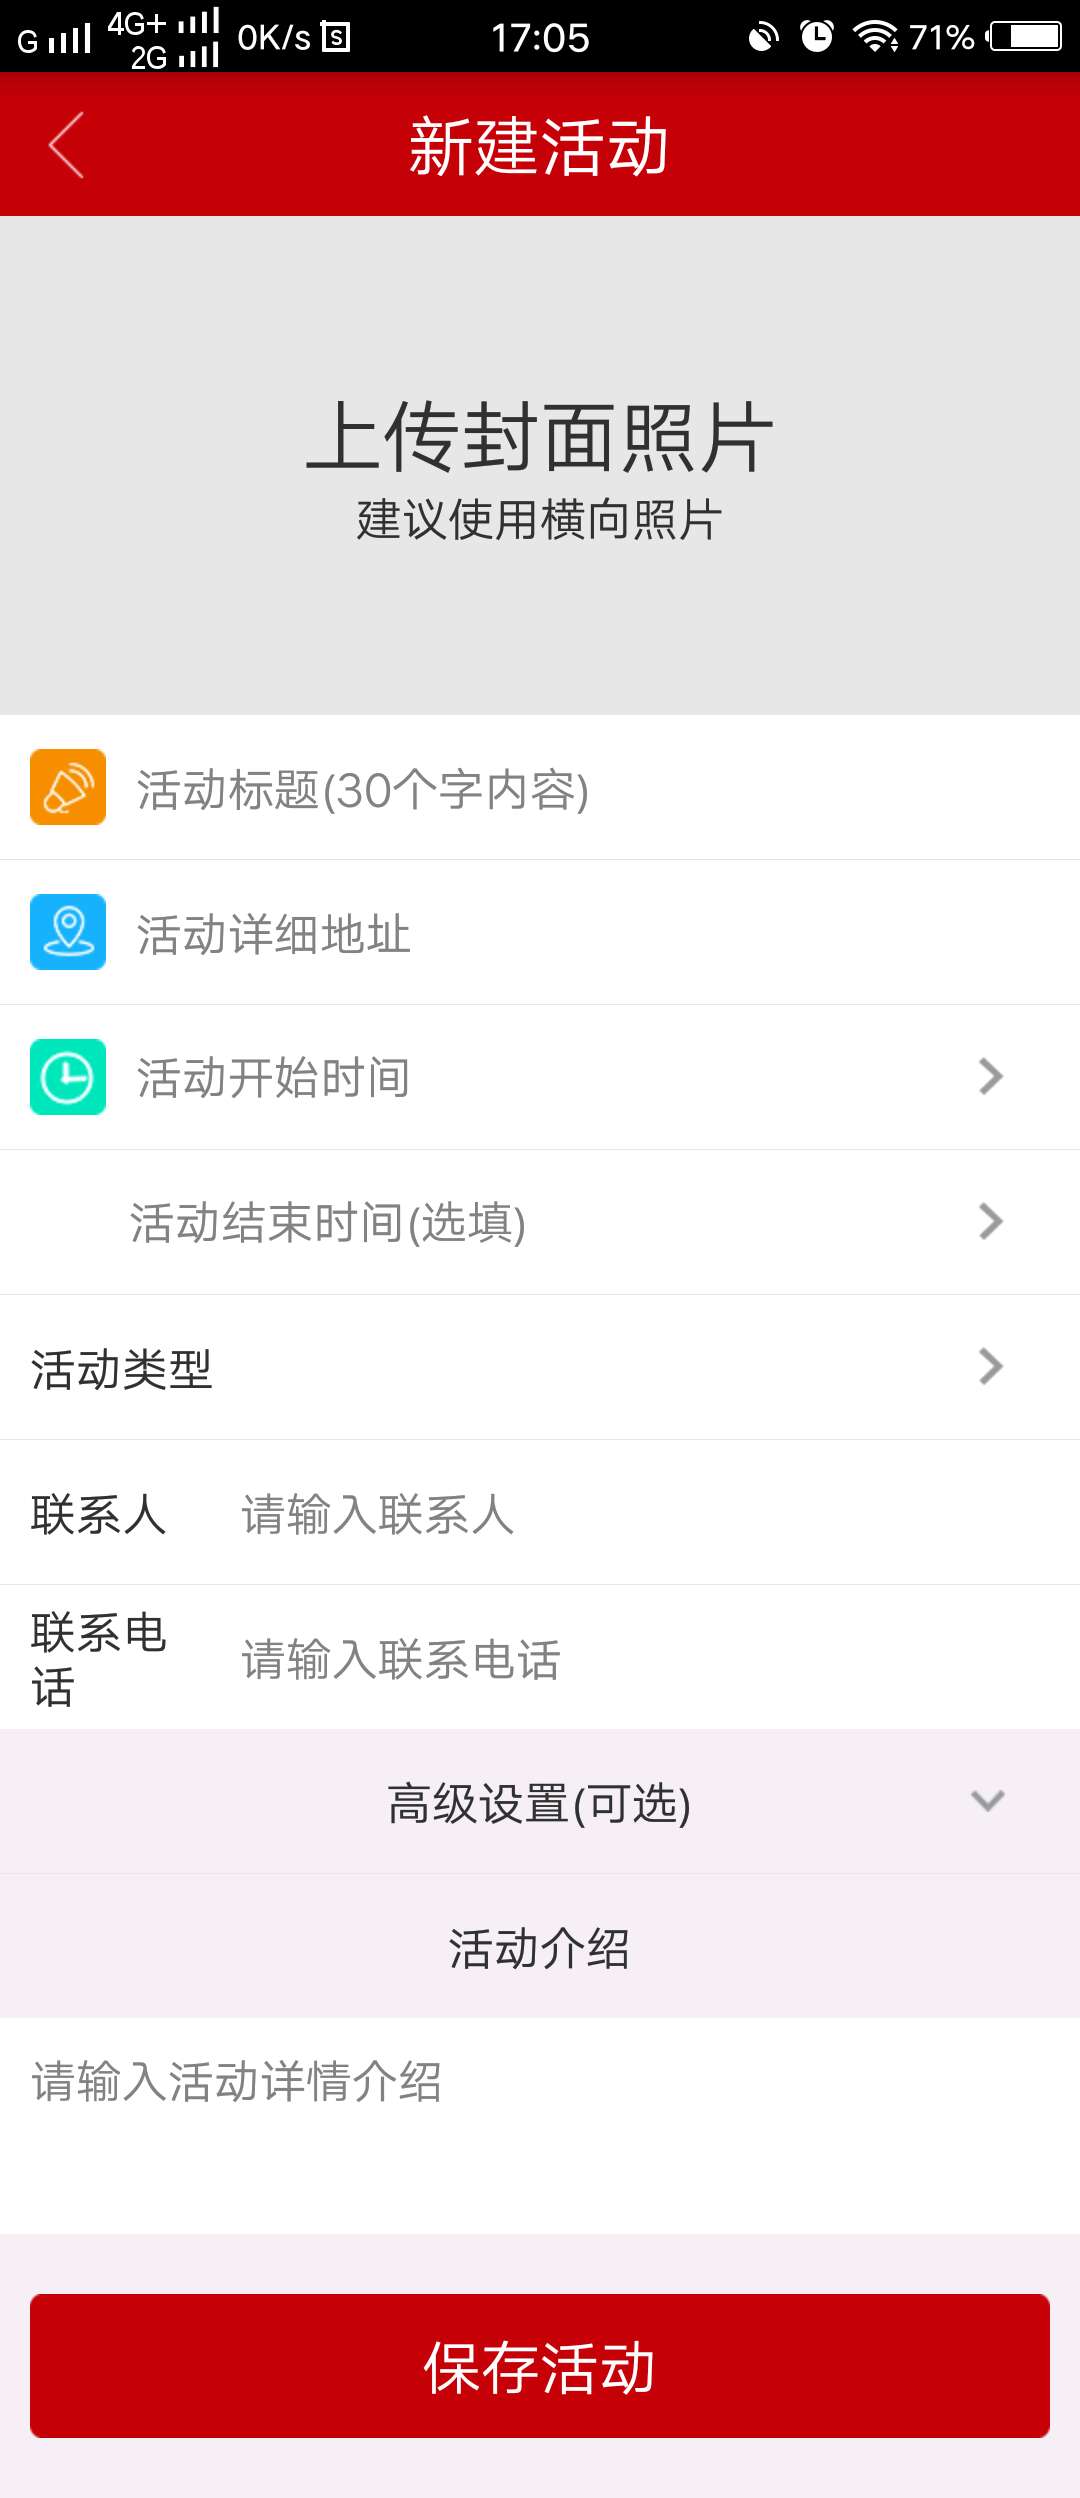 G 4G+ 2G 0K/s S 17:05 71%
新建活动
上传封面照片
建议使用横向照片
活动标题(30个字内容)
活动详细地址
活动开始时间
活动结束时间(选填)
活动类型
联系人 请输入联系人
联系电
话
请输入联系电话
高级设置(可选)
活动介绍
请输入活动详情介绍
保存活动